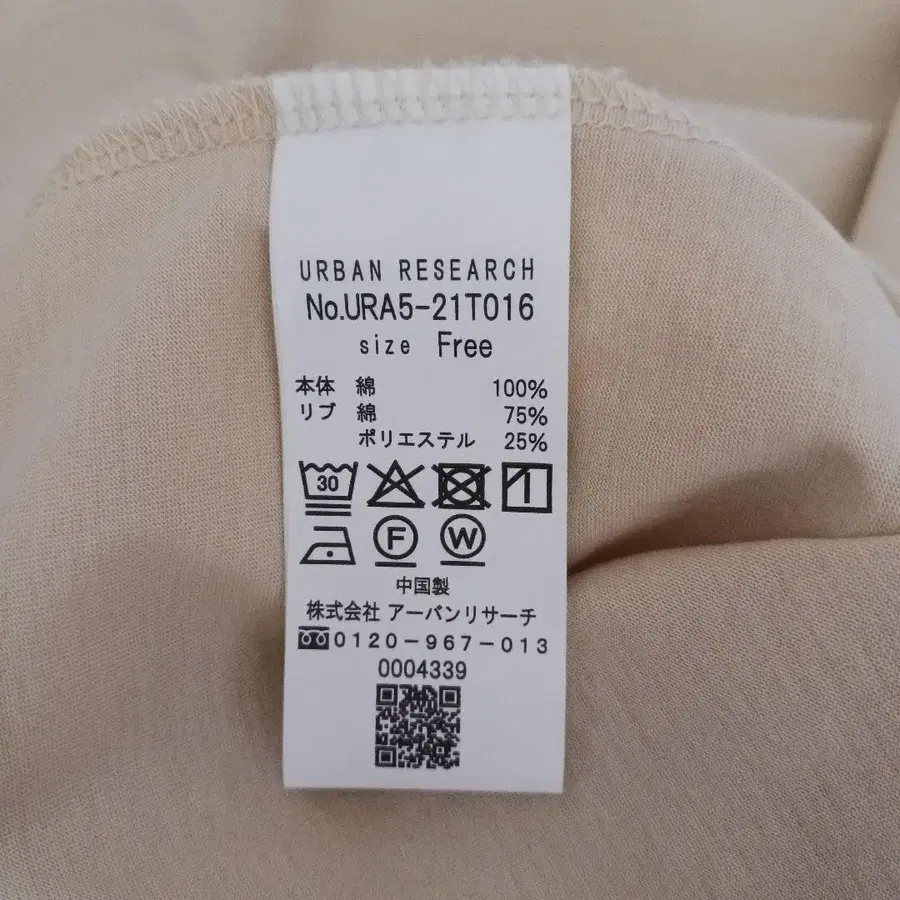 URBAN RESEARCH
No.URA5-21T016
size Free
本体 綿 100%
リブ 綿 75%
ポリエステル 25%
30
F W
中国製
株式会社 アーバンリサーチ
0120-967-013
0004339